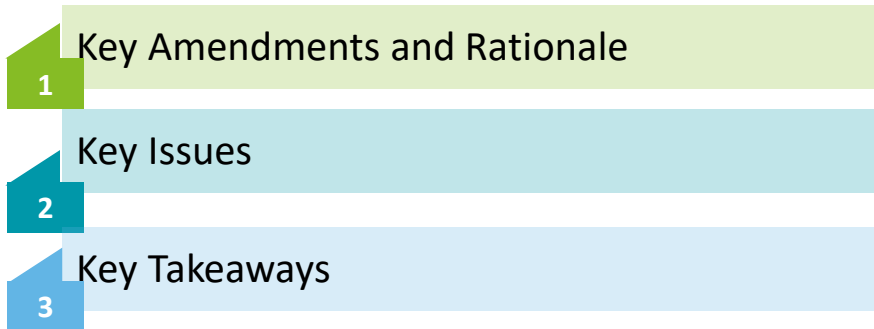 Key Amendments and Rationale
1
Key Issues
2
Key Takeaways
3